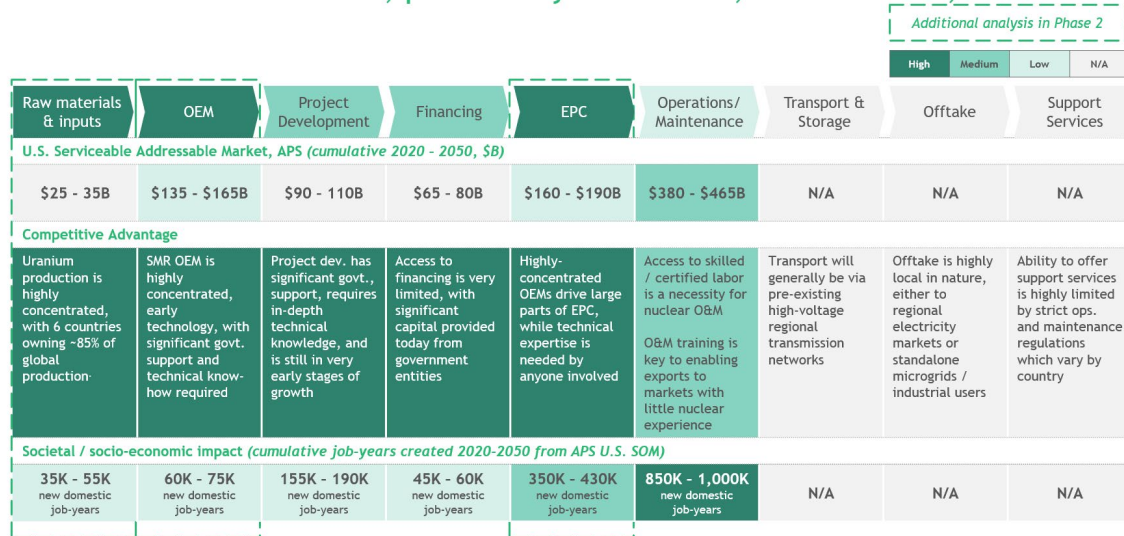 Additional analysis in Phase 2
High Medium Low N/A
Raw materials & inputs
OEM
Project Development
Financing
EPC
Operations/ Maintenance
Transport & Storage
Offtake
Support Services
U.S. Serviceable Addressable Market, APS (cumulative 2020 - 2050, $B)
$25 - 35B
$135 - $165B
$90 - 110B
$65 - 80B
$160 - $190B
$380 - $465B
N/A
N/A
N/A
Competitive Advantage
Uranium
production is
highly
concentrated,
with 6 countries
owning ~85% of
global
production
SMR OEM is
highly
concentrated,
early
technology, with
significant govt.
support and
technical know-
how required
Project dev. has
significant govt.,
support, requires
in-depth
technical
knowledge, and
is still in very
early stages of
growth
Access to
financing is very
limited, with
significant
capital provided
today from
government
entities
Highly-
concentrated
OEMs drive large
parts of EPC,
while technical
expertise is
needed by
anyone involved
Access to skilled
/ certified labor
is a necessity for
nuclear O&M
O&M training is
key to enabling
exports to
markets with
little nuclear
experience
Transport will
generally be via
pre-existing
high-voltage
regional
transmission
networks
Offtake is highly
local in nature,
either to
regional
electricity
markets or
standalone
microgrids /
industrial users
Ability to offer
support services
is highly limited
by strict ops.
and maintenance
regulations
which vary by
country
Societal / socio-economic impact (cumulative job-years created 2020-2050 from APS U.S. SOM)
35K - 55K
new domestic
job-years
60K - 75K
new domestic
job-years
155K - 190K
new domestic
job-years
45K - 60K
new domestic
job-years
350K - 430K
new domestic
job-years
850K - 1,000K
new domestic
job-years
N/A
N/A
N/A